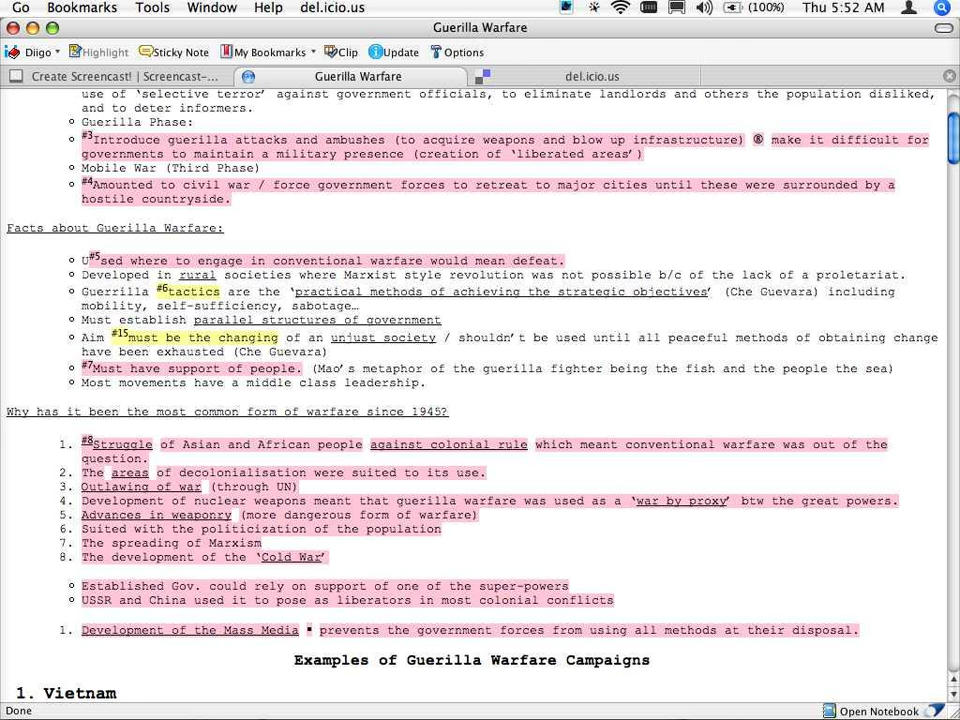 Go Bookmarks Tools Window Help del.icio.us (100%) Thu 5:52 AM
Guerilla Warfare
Diigo Highlight Sticky Note My Bookmarks Clip Update Options
Create Screencast! | Screencast-... Guerilla Warfare del.icio.us
use of ‘selective terror’ against government officials, to eliminate landlords and others the population disliked,
and to deter informers.
Guerilla Phase:
#3Introduce guerilla attacks and ambushes (to acquire weapons and blow up infrastructure) ® make it difficult for
governments to maintain a military presence (creation of ‘liberated areas’)
Mobile War (Third Phase)
#4Amounted to civil war / force government forces to retreat to major cities until these were surrounded by a
hostile countryside.
Facts about Guerilla Warfare:
U#5sed where to engage in conventional warfare would mean defeat.
Developed in rural societies where Marxist style revolution was not possible b/c of the lack of a proletariat.
Guerrilla #6tactics are the ‘practical methods of achieving the strategic objectives’ (Che Guevara) including
mobility, self-sufficiency, sabotage…
Must establish parallel structures of government
Aim #15must be the changing of an unjust society / shouldn’t be used until all peaceful methods of obtaining change
have been exhausted (Che Guevara)
#7Must have support of people. (Mao’s metaphor of the guerilla fighter being the fish and the people the sea)
Most movements have a middle class leadership.
Why has it been the most common form of warfare since 1945?
1. #8Struggle of Asian and African people against colonial rule which meant conventional warfare was out of the
question.
2. The areas of decolonialisation were suited to its use.
3. Outlawing of war (through UN)
4. Development of nuclear weapons meant that guerilla warfare was used as a ‘war by proxy’ btw the great powers.
5. Advances in weaponry (more dangerous form of warfare)
6. Suited with the politicization of the population
7. The spreading of Marxism
8. The development of the ‘Cold War’
Established Gov. could rely on support of one of the super-powers
USSR and China used it to pose as liberators in most colonial conflicts
1. Development of the Mass Media ▪ prevents the government forces from using all methods at their disposal.
Examples of Guerilla Warfare Campaigns
1. Vietnam
Done Open Notebook